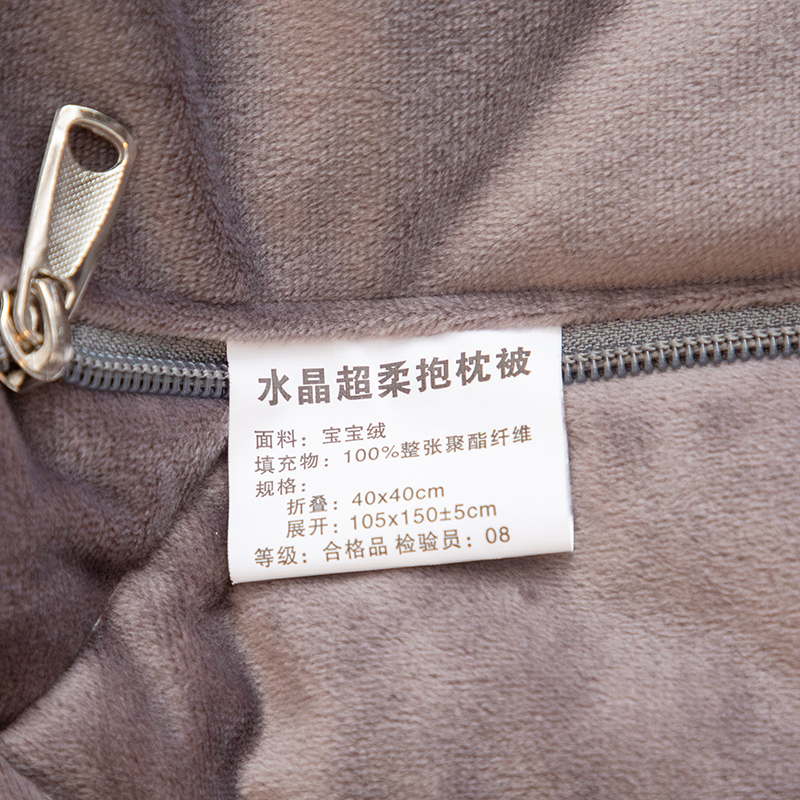 水晶超柔抱枕被
面料：宝宝绒
填充物：100%整张聚酯纤维
规格：
折叠：40x40cm
展开：105x150±5cm
等级：合格品 检验员：08